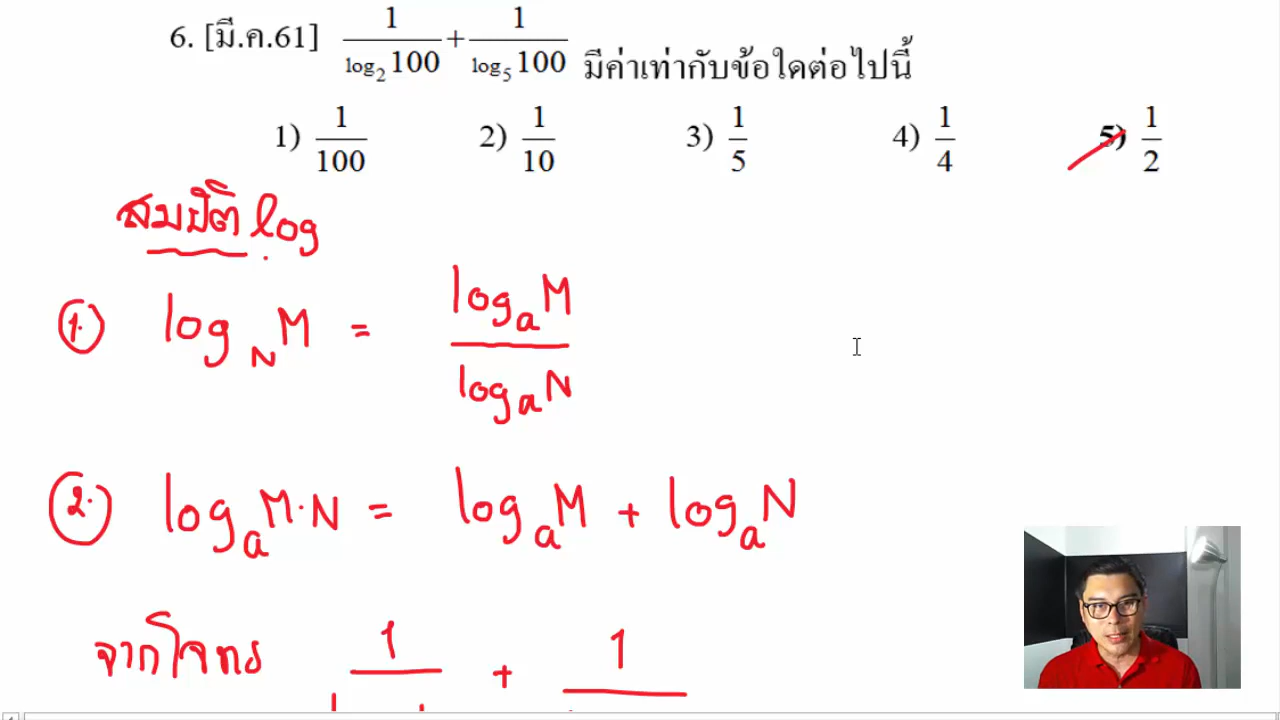 6. [มี.ค.61] 1/log₂100 + 1/log₅100 มีค่าเท่ากับข้อใดต่อไปนี้
1) 1/100 2) 1/10 3) 1/5 4) 1/4 5) 1/2
สมบัติ log
1. log_N M = log_a M / log_a N
2. log_a M·N = log_a M + log_a N
จากโจทย์ 1 + 1